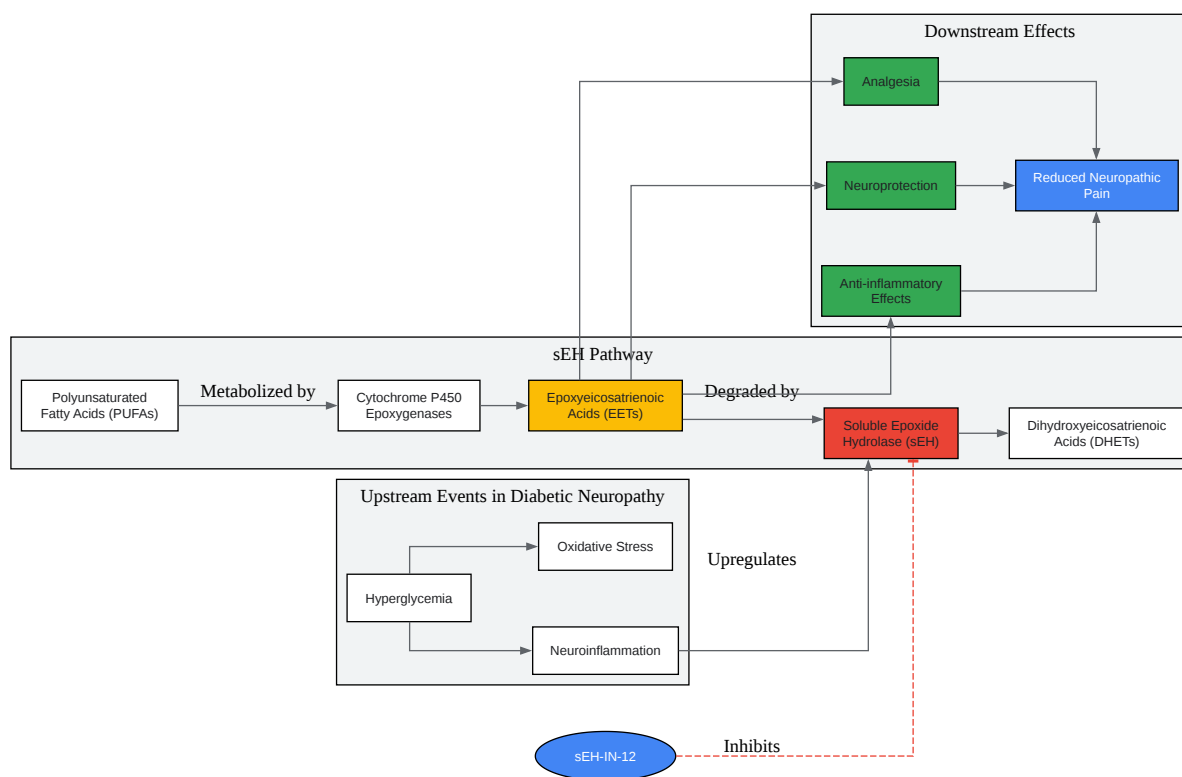 Downstream Effects
Analgesia
Neuroprotection
Reduced Neuropathic
Pain
Anti-inflammatory
Effects
sEH Pathway
Polyunsaturated
Fatty Acids (PUFAs)
Metabolized by
Cytochrome P450
Epoxygenases
Epoxyeicosatrienoic
Acids (EETs)
Degraded by
Soluble Epoxide
Hydrolase (sEH)
Dihydroxyeicosatrienoic
Acids (DHETs)
Upstream Events in Diabetic Neuropathy
Oxidative Stress
Hyperglycemia
Neuroinflammation
Upregulates
sEH-IN-12
Inhibits